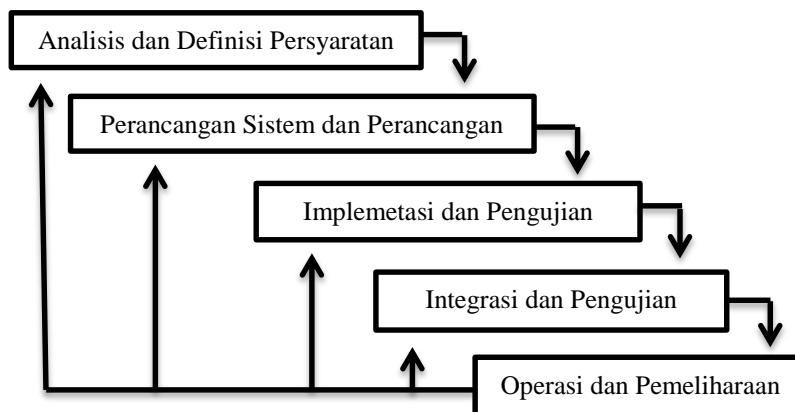 Analisis dan Definisi Persyaratan
Perancangan Sistem dan Perancangan
Implemetasi dan Pengujian
Integrasi dan Pengujian
Operasi dan Pemeliharaan